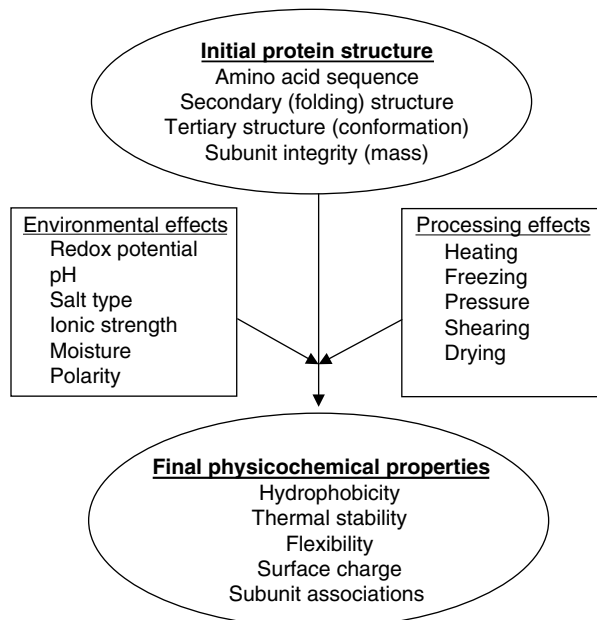 Initial protein structure
Amino acid sequence
Secondary (folding) structure
Tertiary structure (conformation)
Subunit integrity (mass)
Environmental effects
Redox potential
pH
Salt type
Ionic strength
Moisture
Polarity
Processing effects
Heating
Freezing
Pressure
Shearing
Drying
Final physicochemical properties
Hydrophobicity
Thermal stability
Flexibility
Surface charge
Subunit associations